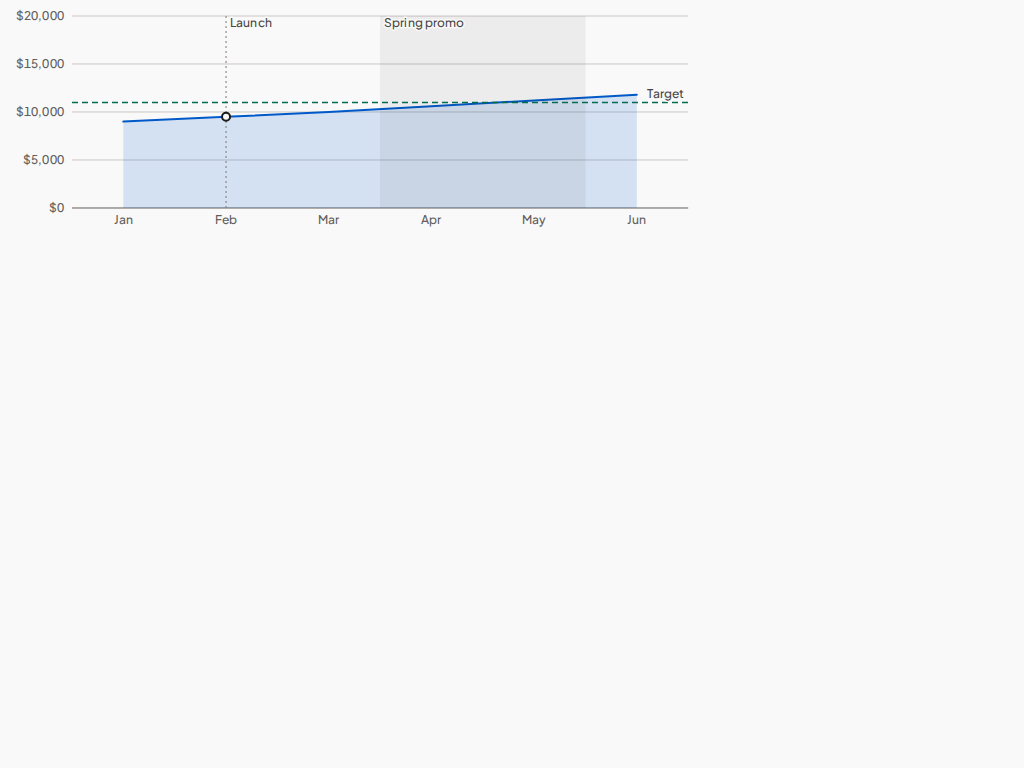 $20,000
Launch
Spring promo
$15,000
Target
$10,000
$5,000
$0
Jan Feb Mar Apr May Jun